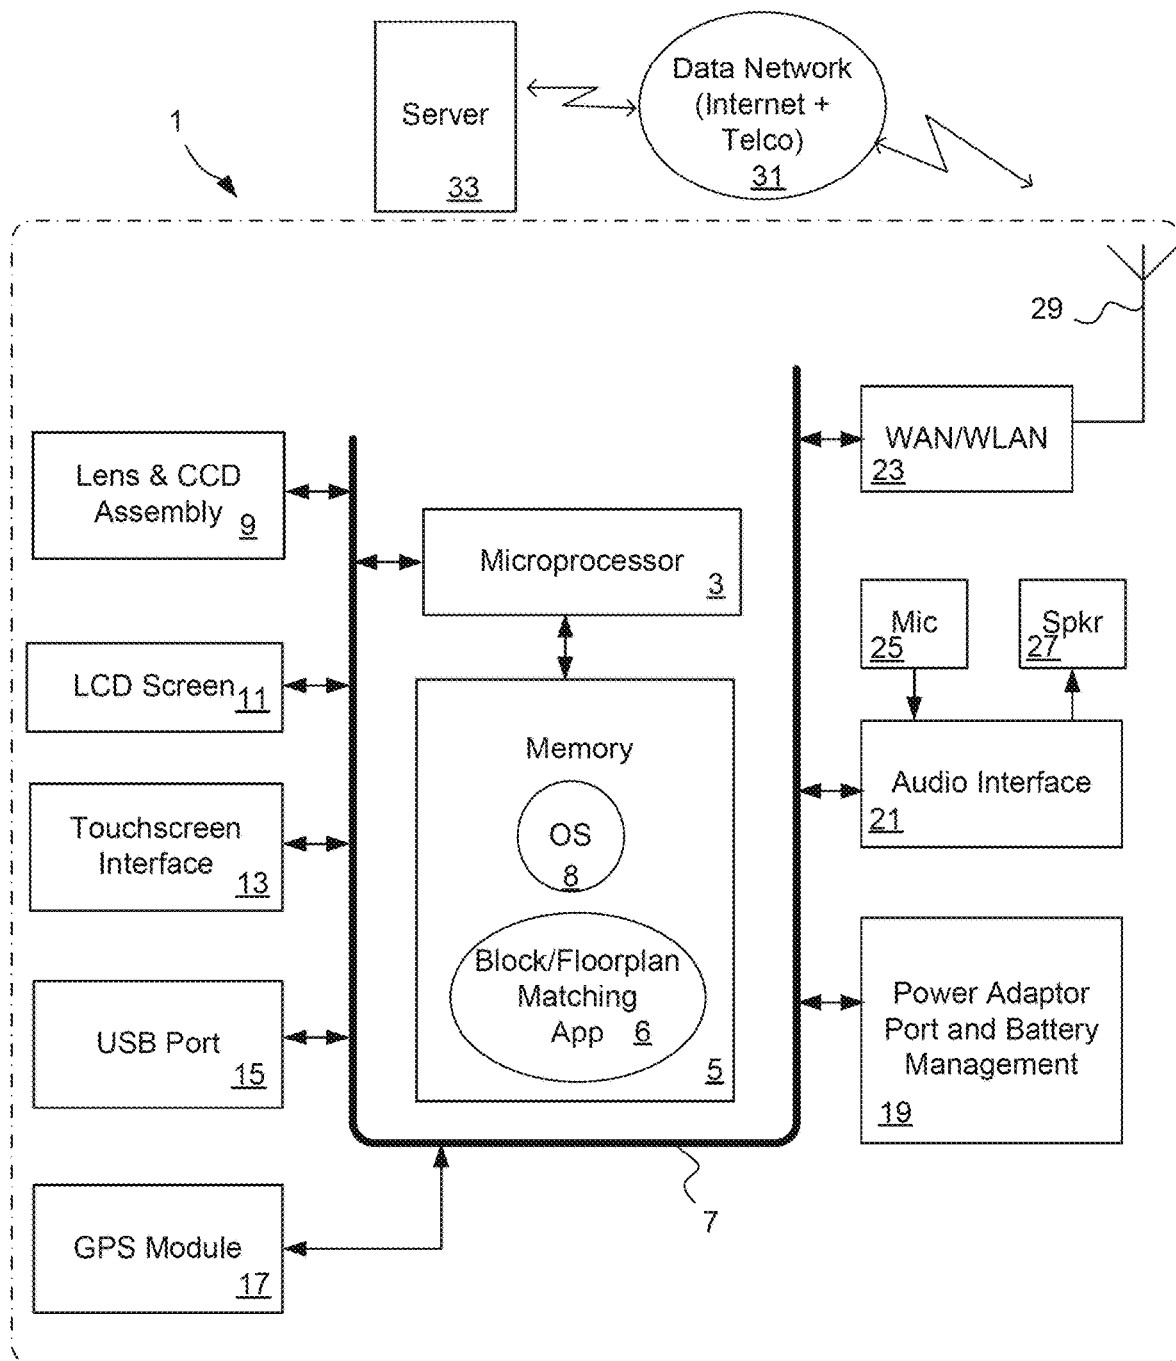 Server
33
Data Network
(Internet +
Telco)
31
1
29
WAN/WLAN
23
Lens & CCD
Assembly
9
Microprocessor
3
Mic
25
Spkr
27
LCD Screen
11
Memory
Audio Interface
21
Touchscreen
Interface
13
OS
8
Block/Floorplan
Matching
App
6
5
USB Port
15
Power Adaptor
Port and Battery
Management
19
7
GPS Module
17